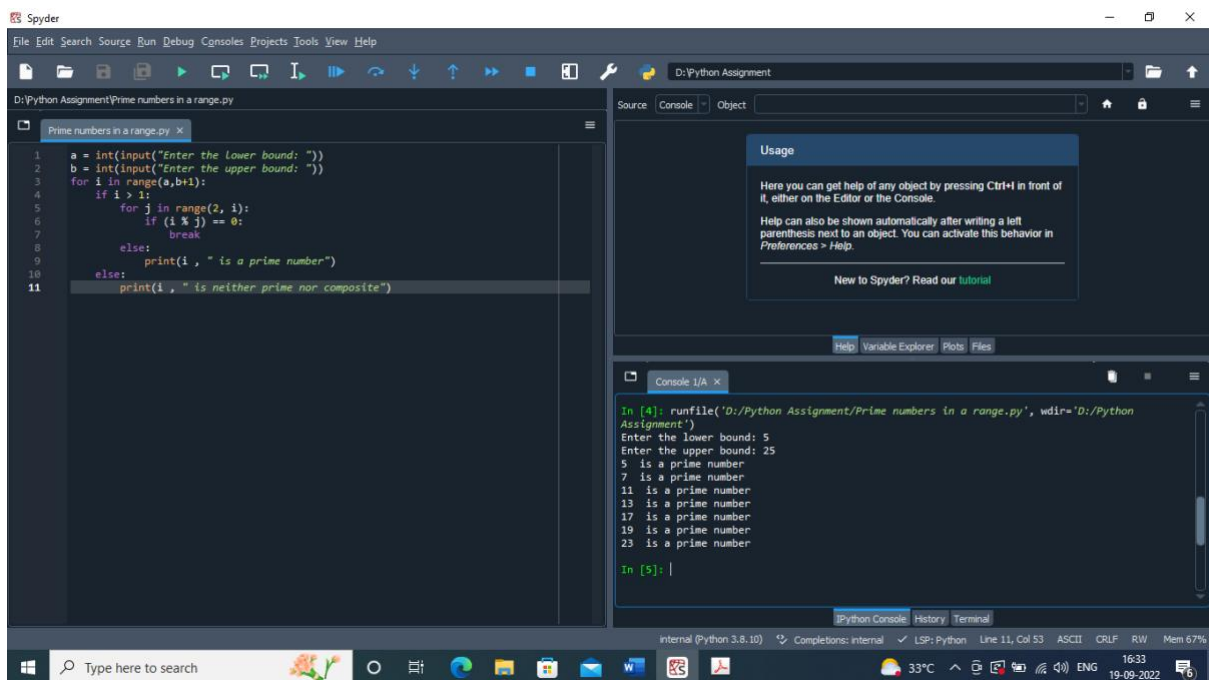 Spyder
File Edit Search Source Run Debug Consoles Projects Tools View Help
D:\Python Assignment
D:\Python Assignment\Prime numbers in a range.py
Prime numbers in a range.py
1 a = int(input("Enter the lower bound: "))
2 b = int(input("Enter the upper bound: "))
3 for i in range(a,b+1):
4     if i > 1:
5         for j in range(2, i):
6             if (i % j) == 0:
7                 break
8         else:
9             print(i , " is a prime number")
10     else:
11         print(i , " is neither prime nor composite")
Source Console Object
Usage
Here you can get help of any object by pressing Ctrl+I in front of
it, either on the Editor or the Console.
Help can also be shown automatically after writing a left
parenthesis next to an object. You can activate this behavior in
Preferences > Help.
New to Spyder? Read our tutorial
Help Variable Explorer Plots Files
Console 1/A
In [4]: runfile('D:/Python Assignment/Prime numbers in a range.py', wdir='D:/Python
Assignment')
Enter the lower bound: 5
Enter the upper bound: 25
5  is a prime number
7  is a prime number
11  is a prime number
13  is a prime number
17  is a prime number
19  is a prime number
23  is a prime number
In [5]:
IPython Console History Terminal
internal (Python 3.8.10) Completions: internal LSP: Python Line 11, Col 53 ASCII CRLF RW Mem 67%
Type here to search
33°C ENG
16:33
19-09-2022
6